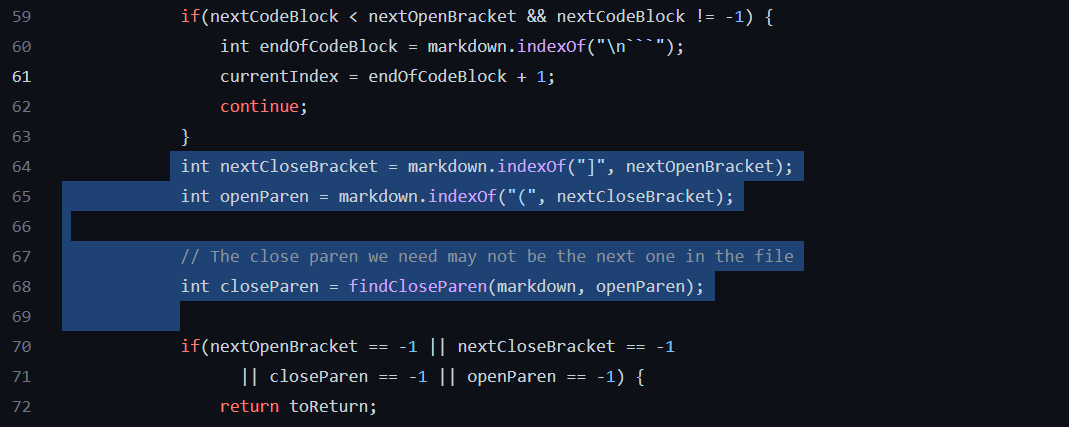 59 if(nextCodeBlock < nextOpenBracket && nextCodeBlock != -1) {
60 int endOfCodeBlock = markdown.indexOf("\n```");
61 currentIndex = endOfCodeBlock + 1;
62 continue;
63 }
64 int nextCloseBracket = markdown.indexOf("]", nextOpenBracket);
65 int openParen = markdown.indexOf("(", nextCloseBracket);
66
67 // The close paren we need may not be the next one in the file
68 int closeParen = findCloseParen(markdown, openParen);
69
70 if(nextOpenBracket == -1 || nextCloseBracket == -1
71 || closeParen == -1 || openParen == -1) {
72 return toReturn;